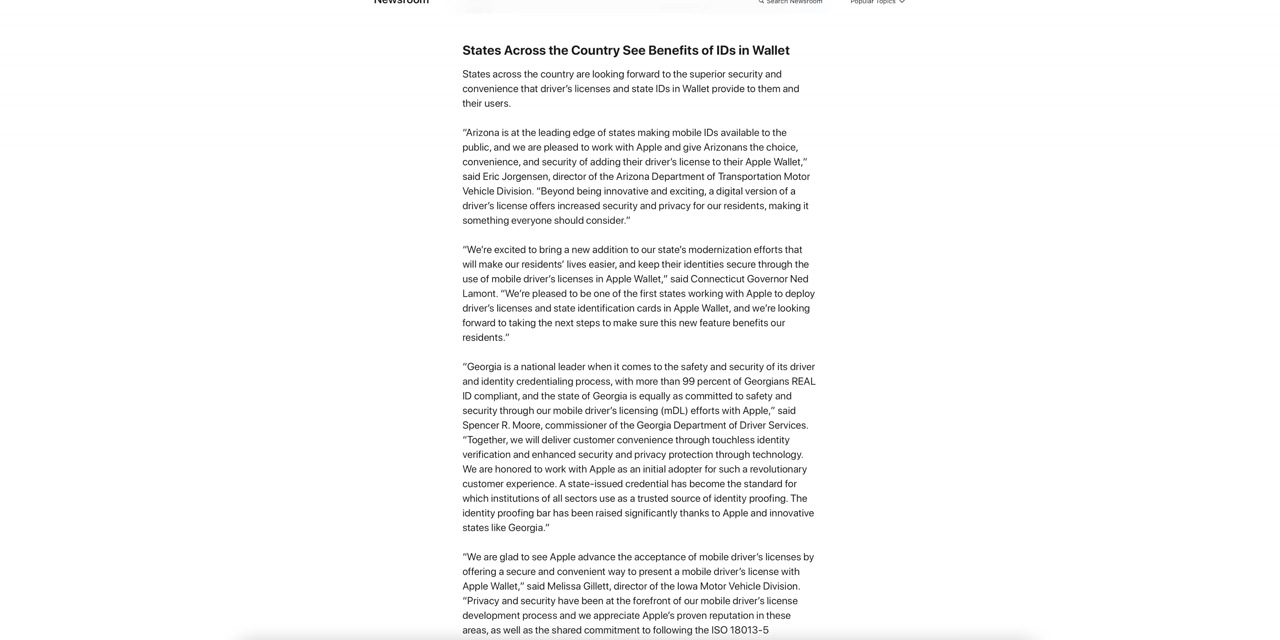 Newsroom
Search Newsroom
Popular Topics
States Across the Country See Benefits of IDs in Wallet
States across the country are looking forward to the superior security and
convenience that driver’s licenses and state IDs in Wallet provide to them and
their users.
“Arizona is at the leading edge of states making mobile IDs available to the
public, and we are pleased to work with Apple and give Arizonans the choice,
convenience, and security of adding their driver’s license to their Apple Wallet,”
said Eric Jorgensen, director of the Arizona Department of Transportation Motor
Vehicle Division. “Beyond being innovative and exciting, a digital version of a
driver’s license offers increased security and privacy for our residents, making it
something everyone should consider.”
“We’re excited to bring a new addition to our state’s modernization efforts that
will make our residents’ lives easier, and keep their identities secure through the
use of mobile driver’s licenses in Apple Wallet,” said Connecticut Governor Ned
Lamont. “We’re pleased to be one of the first states working with Apple to deploy
driver’s licenses and state identification cards in Apple Wallet, and we’re looking
forward to taking the next steps to make sure this new feature benefits our
residents.”
“Georgia is a national leader when it comes to the safety and security of its driver
and identity credentialing process, with more than 99 percent of Georgians REAL
ID compliant, and the state of Georgia is equally as committed to safety and
security through our mobile driver’s licensing (mDL) efforts with Apple,” said
Spencer R. Moore, commissioner of the Georgia Department of Driver Services.
“Together, we will deliver customer convenience through touchless identity
verification and enhanced security and privacy protection through technology.
We are honored to work with Apple as an initial adopter for such a revolutionary
customer experience. A state-issued credential has become the standard for
which institutions of all sectors use as a trusted source of identity proofing. The
identity proofing bar has been raised significantly thanks to Apple and innovative
states like Georgia.”
“We are glad to see Apple advance the acceptance of mobile driver’s licenses by
offering a secure and convenient way to present a mobile driver’s license with
Apple Wallet,” said Melissa Gillett, director of the Iowa Motor Vehicle Division.
“Privacy and security have been at the forefront of our mobile driver’s license
development process and we appreciate Apple’s proven reputation in these
areas, as well as the shared commitment to following the ISO 18013-5